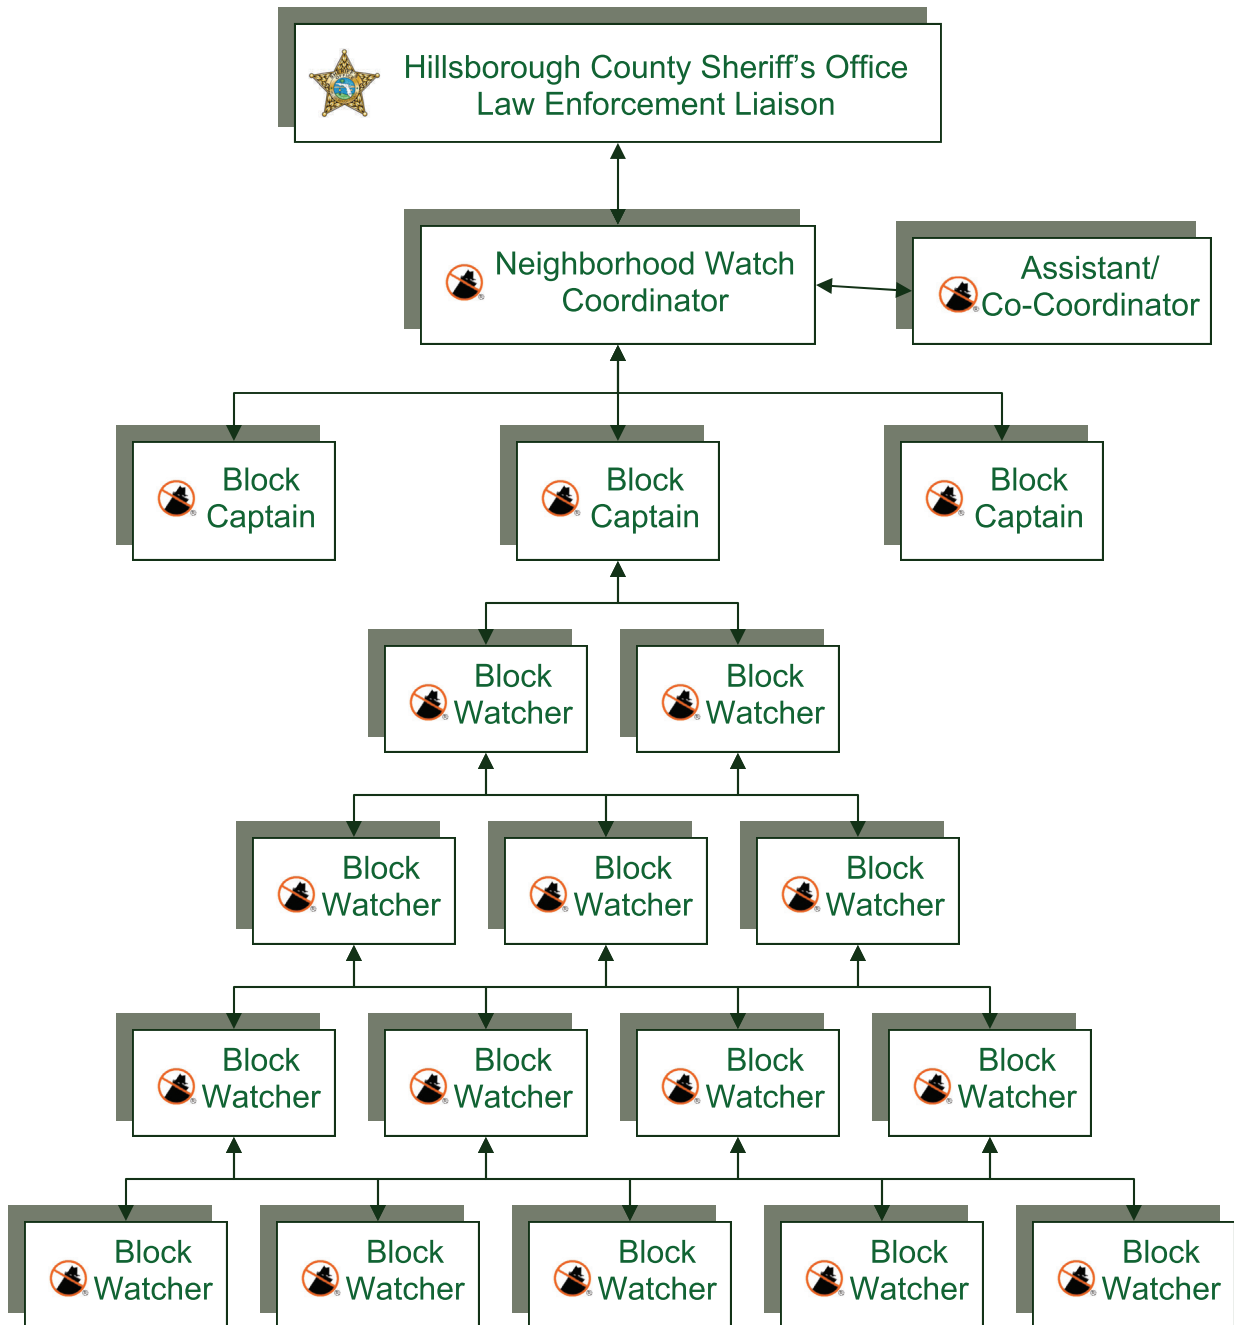 Hillsborough County Sheriff's Office
Law Enforcement Liaison
Neighborhood Watch
Coordinator
Assistant/
Co-Coordinator
Block
Captain
Block
Captain
Block
Captain
Block
Watcher
Block
Watcher
Block
Watcher
Block
Watcher
Block
Watcher
Block
Watcher
Block
Watcher
Block
Watcher
Block
Watcher
Block
Watcher
Block
Watcher
Block
Watcher
Block
Watcher
Block
Watcher